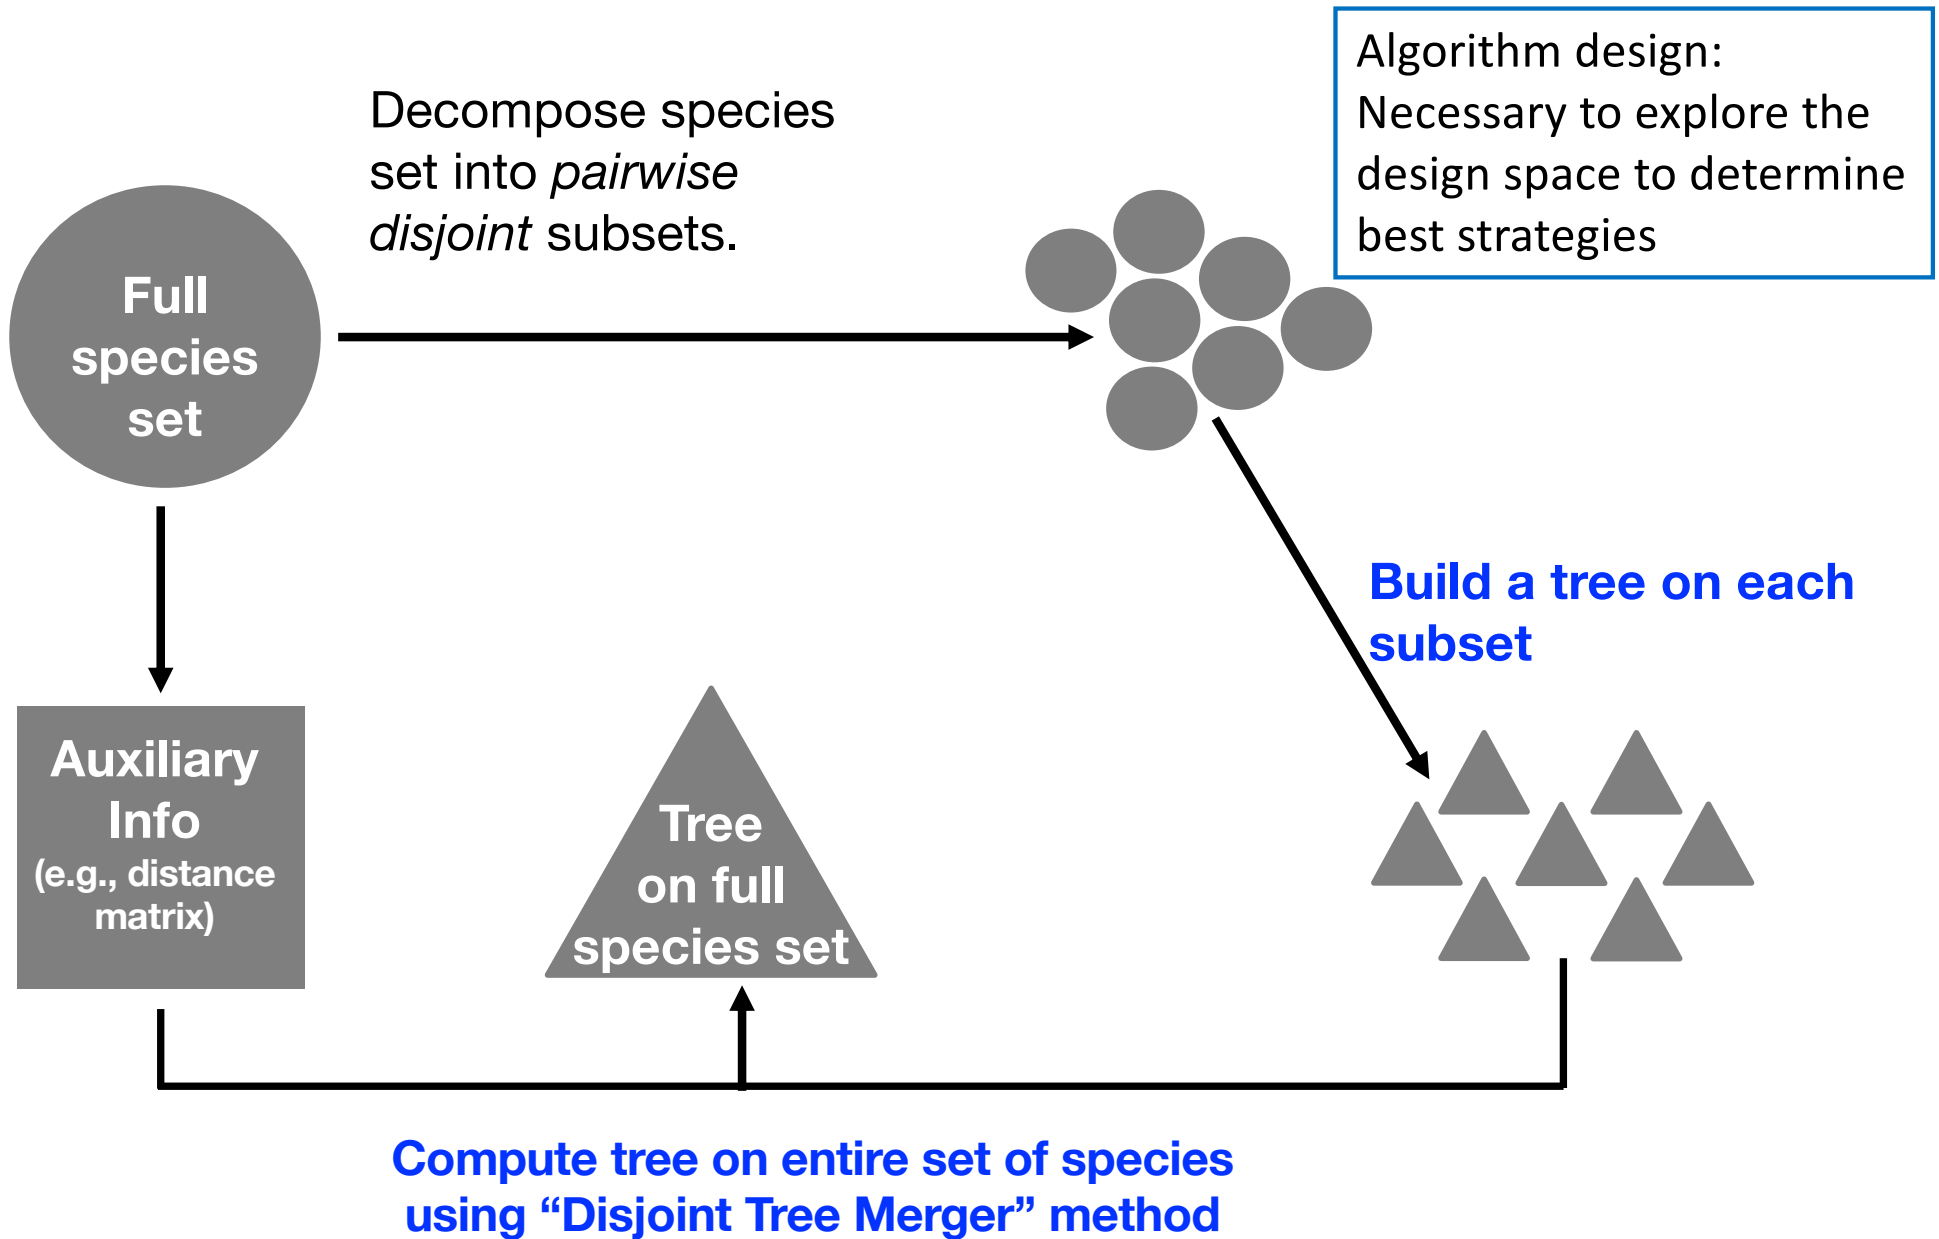 Algorithm design:
Necessary to explore the
design space to determine
best strategies
Decompose species
set into pairwise
disjoint subsets.
Full
species
set
Build a tree on each
subset
Auxiliary
Info
(e.g., distance
matrix)
Tree
on full
species set
Compute tree on entire set of species
using “Disjoint Tree Merger” method